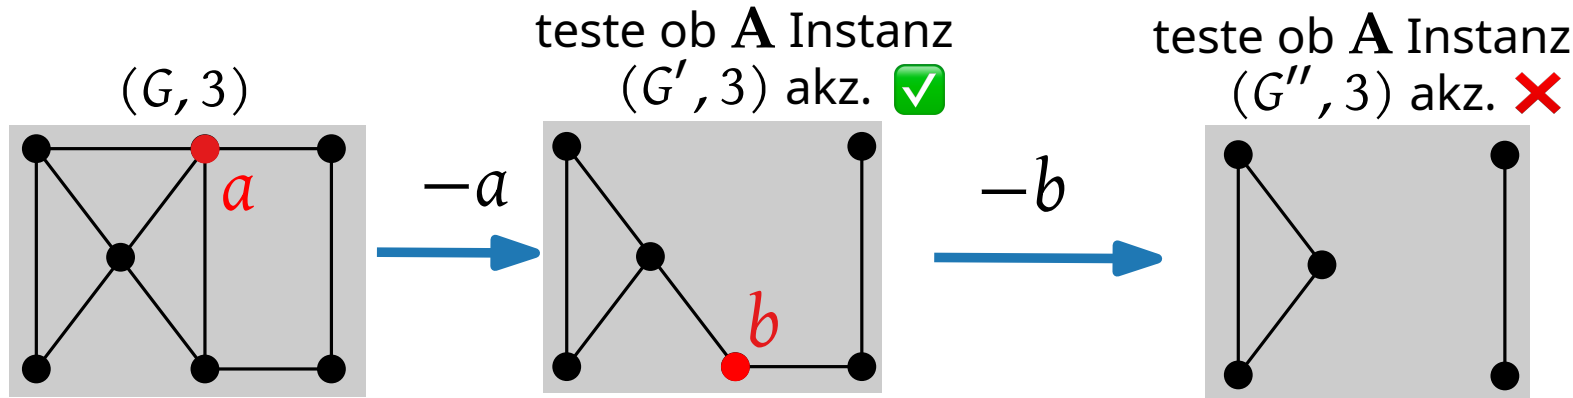 (G, 3)
a
−a
teste ob A Instanz
(G′, 3) akz. ✅
b
−b
teste ob A Instanz
(G′′, 3) akz. ❌